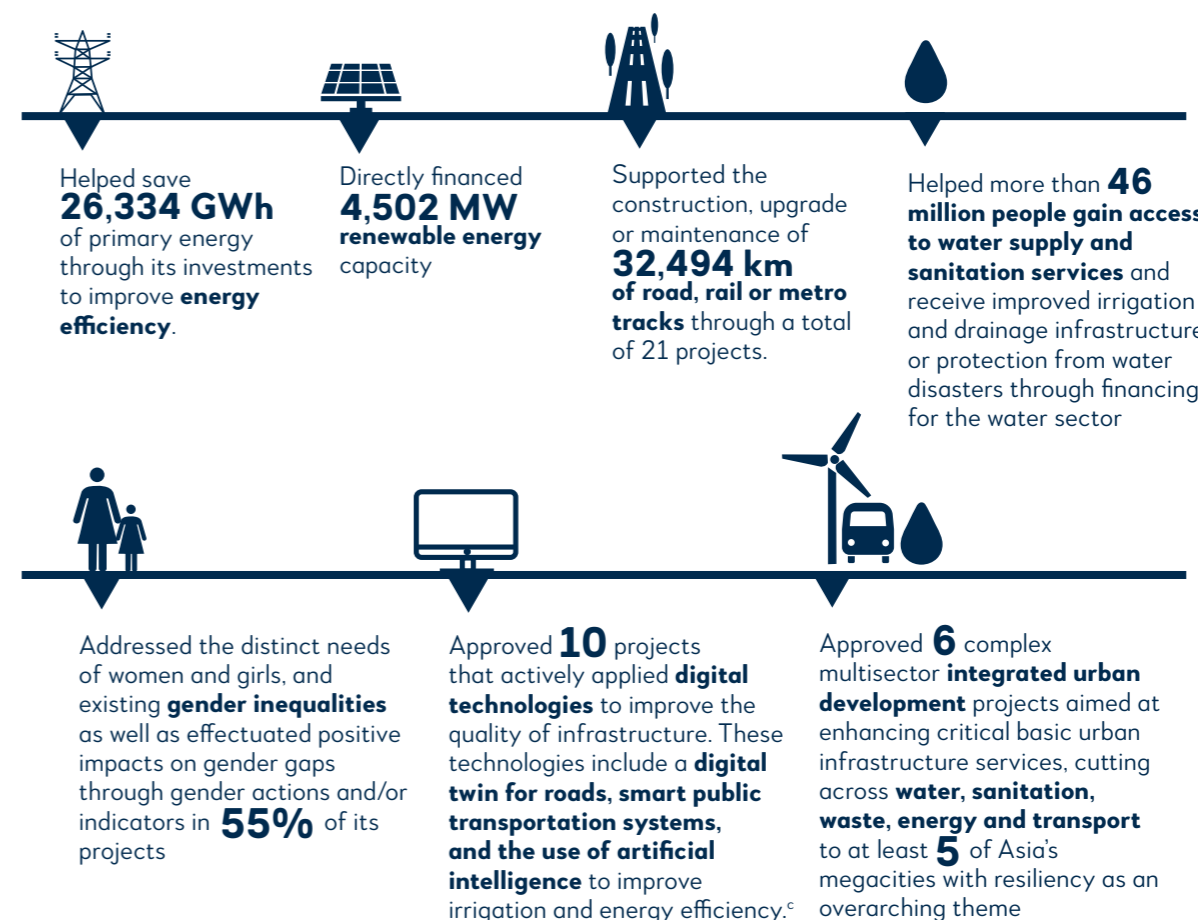 Helped save
26,334 GWh
of primary energy
through its investments
to improve energy
efficiency.
Directly financed
4,502 MW
renewable energy
capacity
Supported the
construction, upgrade
or maintenance of
32,494 km
of road, rail or metro
tracks through a total
of 21 projects.
Helped more than 46
million people gain access
to water supply and
sanitation services and
receive improved irrigation
and drainage infrastructure
or protection from water
disasters through financing
for the water sector
Addressed the distinct needs
of women and girls, and
existing gender inequalities
as well as effectuated positive
impacts on gender gaps
through gender actions and/or
indicators in 55% of its
projects
Approved 10 projects
that actively applied digital
technologies to improve the
quality of infrastructure. These
technologies include a digital
twin for roads, smart public
transportation systems,
and the use of artificial
intelligence to improve
irrigation and energy efficiency.ᶜ
Approved 6 complex
multisector integrated urban
development projects aimed at
enhancing critical basic urban
infrastructure services, cutting
across water, sanitation,
waste, energy and transport
to at least 5 of Asia's
megacities with resiliency as an
overarching theme